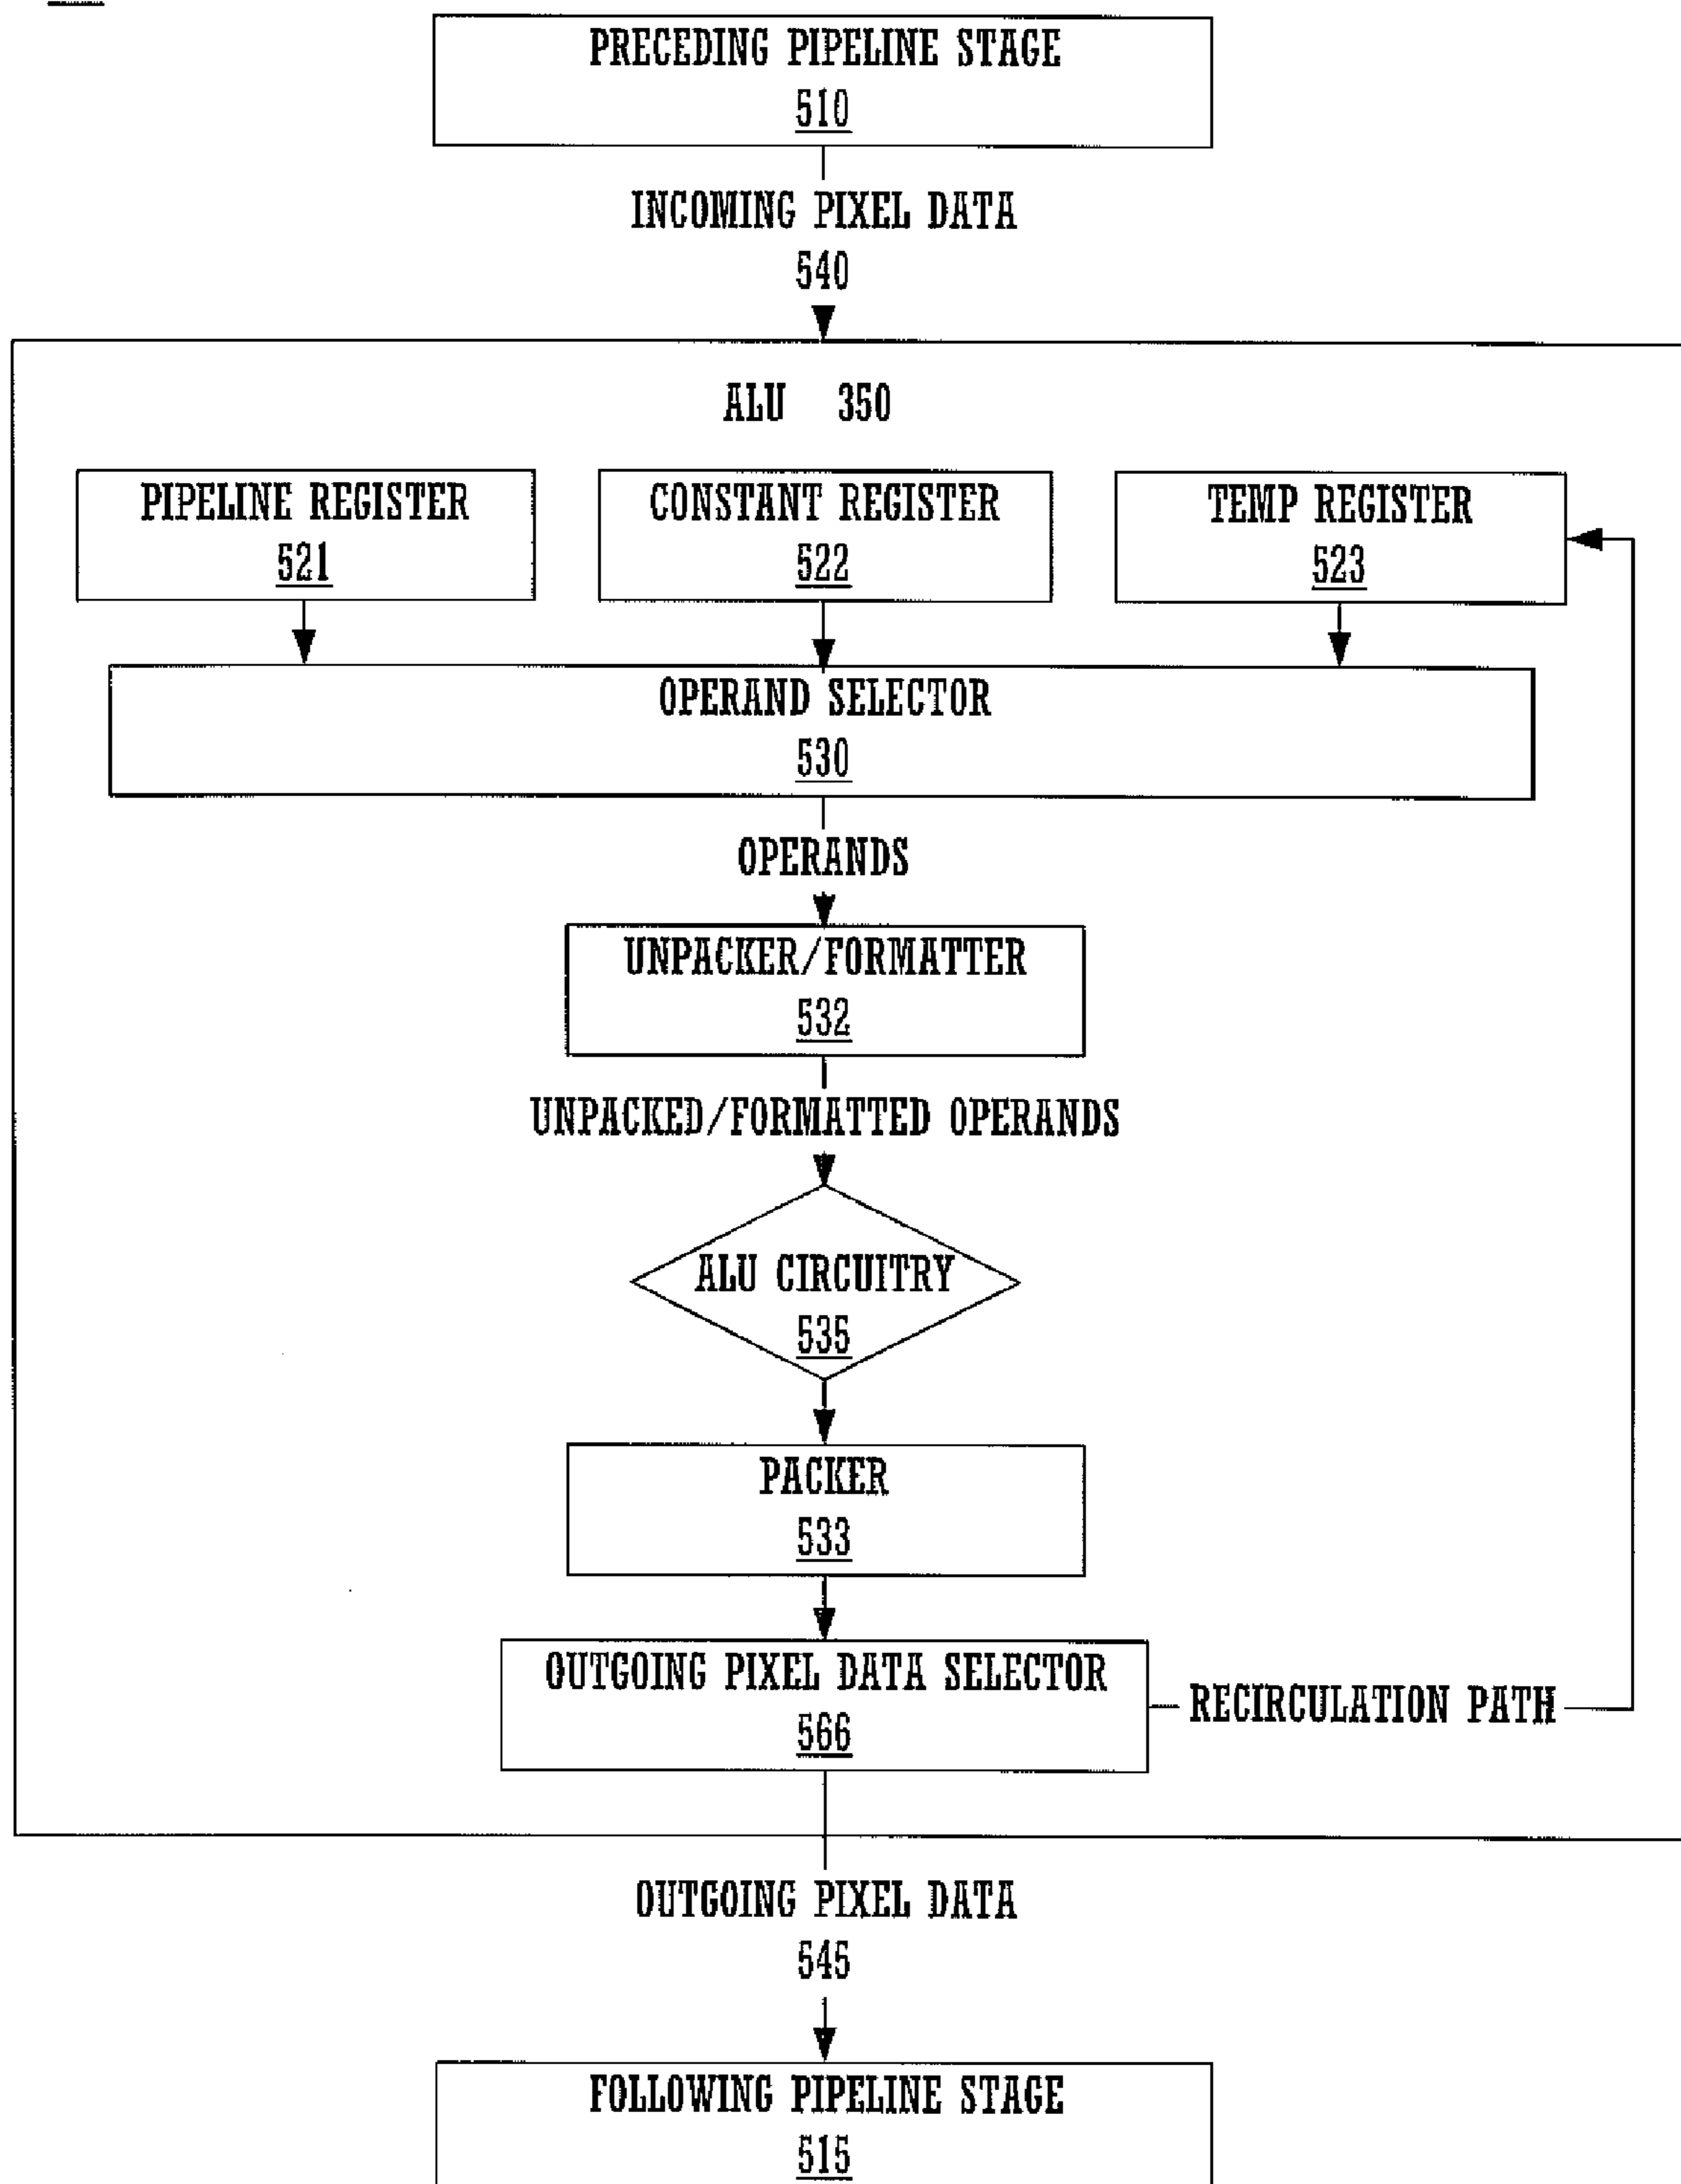 PRECEDING PIPELINE STAGE
510
INCOMING PIXEL DATA
540
ALU 350
PIPELINE REGISTER
521
CONSTANT REGISTER
522
TEMP REGISTER
523
OPERAND SELECTOR
530
OPERANDS
UNPACKER/FORMATTER
532
UNPACKED/FORMATTED OPERANDS
ALU CIRCUITRY
535
PACKER
533
OUTGOING PIXEL DATA SELECTOR
566
RECIRCULATION PATH
OUTGOING PIXEL DATA
545
FOLLOWING PIPELINE STAGE
515